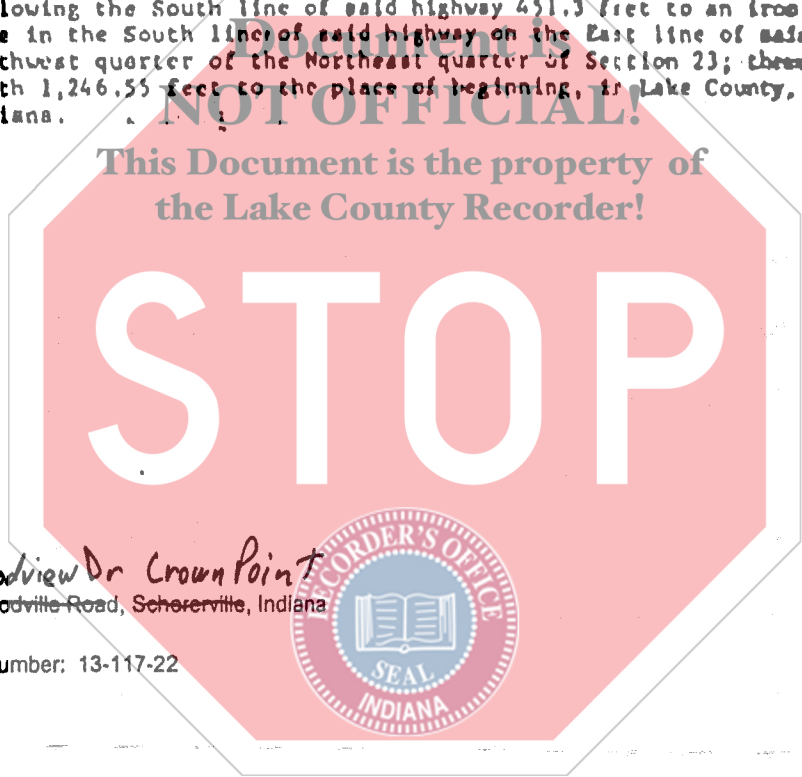 lowing the South line of said highway 451.3 feet to an iron
e in the South line of said highway on the East line of said
thwest quarter of the Northeast quarter of Section 23; thence
th 1,246.55 feet to the place of beginning, in Lake County,
iana.
Document is
NOT OFFICIAL!
This Document is the property of
the Lake County Recorder!
STOP
odview Dr Crown Point
odville Road, Schererville, Indiana
umber: 13-117-22
RECORDER'S OFFICE
SEAL
INDIANA